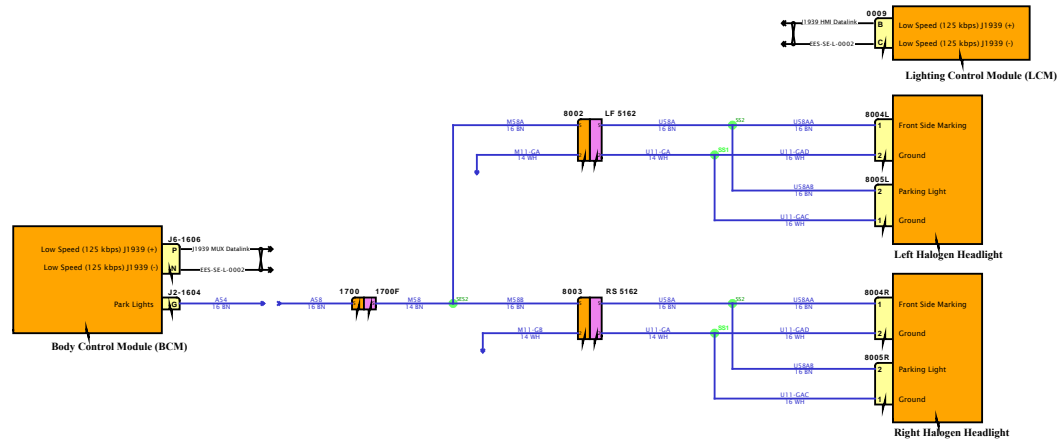 0009
J1939 HMI Datalink
B
Low Speed (125 kbps) J1939 (+)
EES-SE-L-0002
C
Low Speed (125 kbps) J1939 (-)
Lighting Control Module (LCM)
8002
LF 5162
8004L
M58A
16 BN
U58A
16 BN
SS2
U58AA
16 BN
1
Front Side Marking
M11-GA
14 WH
U11-GA
14 WH
SS1
U11-GAD
16 WH
2
Ground
8005L
U58AB
16 BN
2
Parking Light
U11-GAC
16 WH
1
Ground
Left Halogen Headlight
J6-1606
Low Speed (125 kbps) J1939 (+)
P
J1939 MUX Datalink
Low Speed (125 kbps) J1939 (-)
N
EES-SE-L-0002
J2-1604
Park Lights
G
A54
16 BN
A58
16 BN
1700
1700F
M58
14 BN
SES2
Body Control Module (BCM)
M58B
16 BN
8003
RS 5162
U58A
16 BN
SS2
U58AA
16 BN
8004R
1
Front Side Marking
M11-GB
14 WH
U11-GA
14 WH
SS1
U11-GAD
16 WH
2
Ground
8005R
U58AB
16 BN
2
Parking Light
U11-GAC
16 WH
1
Ground
Right Halogen Headlight